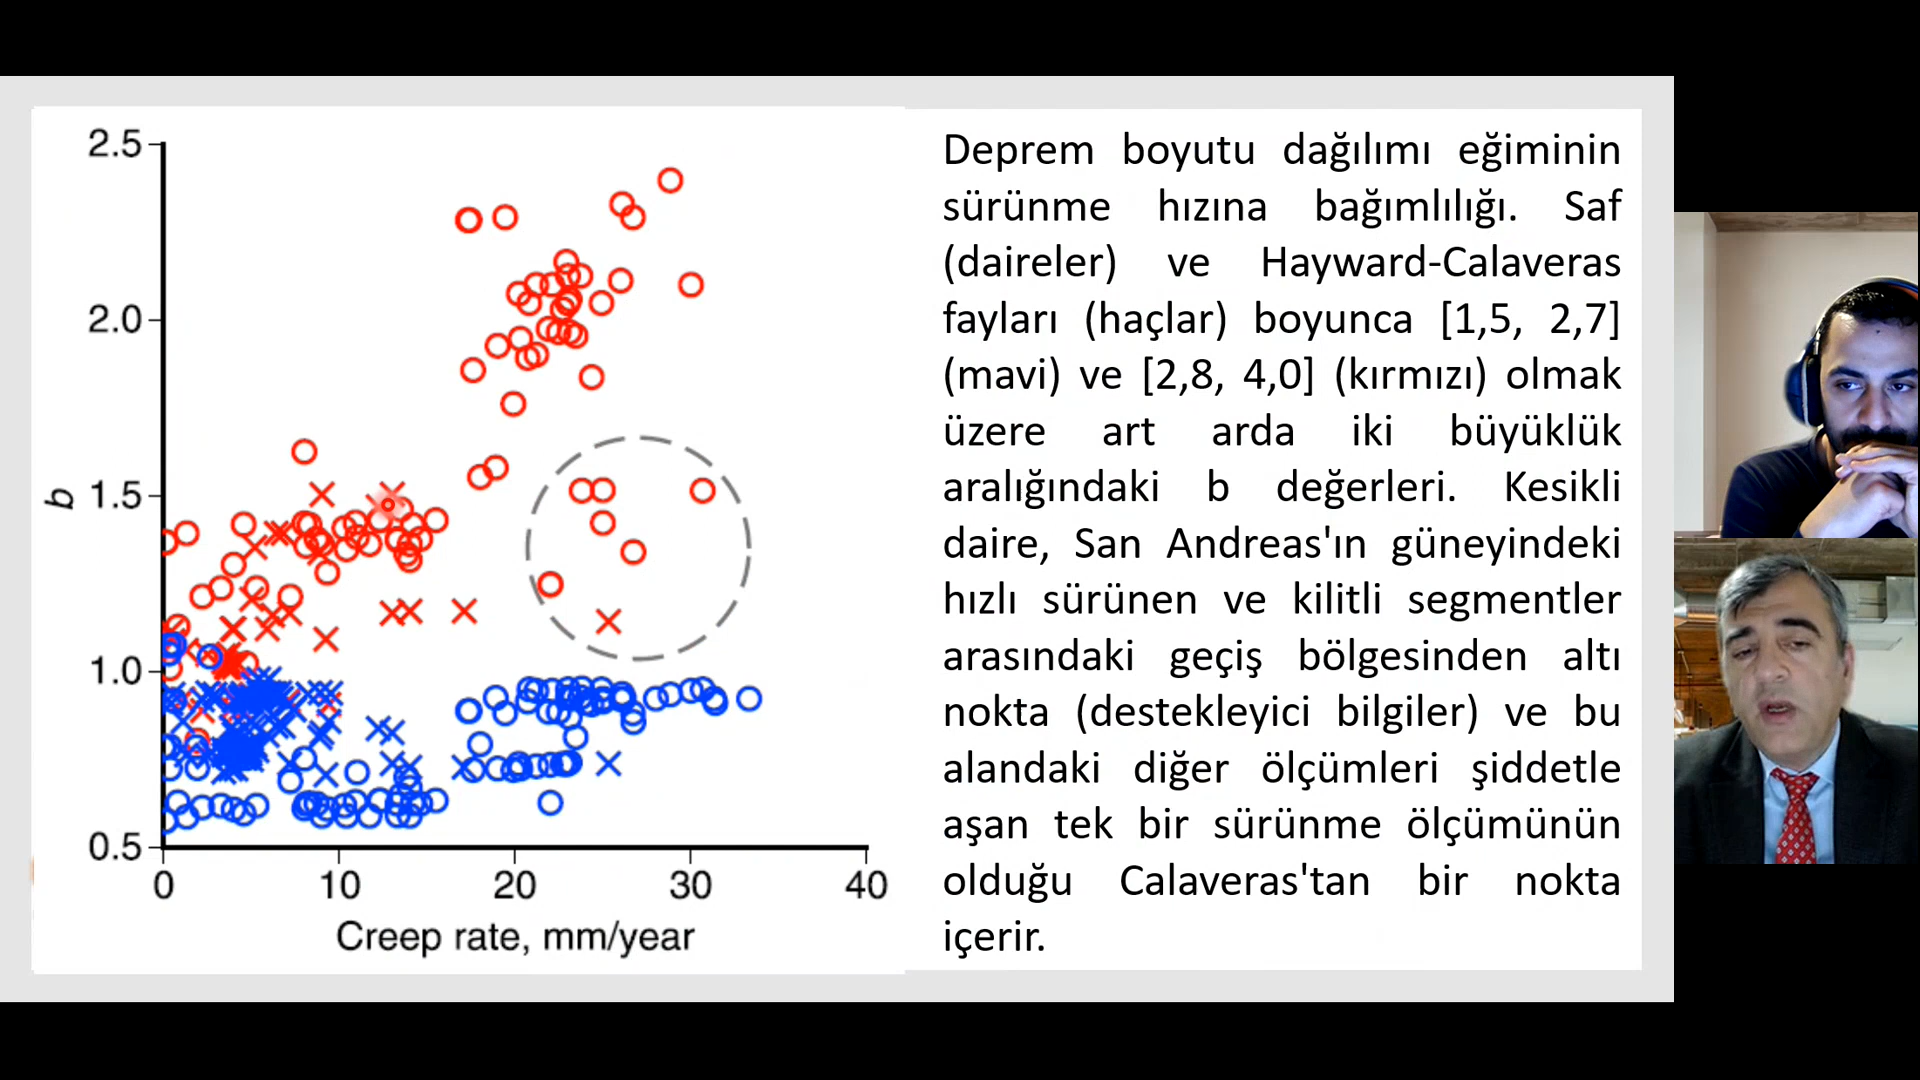 2.5
2.0
1.5
1.0
0.5
b
0 10 20 30 40
Creep rate, mm/year
Deprem boyutu dağılımı eğiminin
sürünme hızına bağımlılığı. Saf
(daireler) ve Hayward-Calaveras
fayları (haçlar) boyunca [1,5, 2,7]
(mavi) ve [2,8, 4,0] (kırmızı) olmak
üzere art arda iki büyüklük
aralığındaki b değerleri. Kesikli
daire, San Andreas'ın güneyindeki
hızlı sürünen ve kilitli segmentler
arasındaki geçiş bölgesinden altı
nokta (destekleyici bilgiler) ve bu
alandaki diğer ölçümleri şiddetle
aşan tek bir sürünme ölçümünün
olduğu Calaveras'tan bir nokta
içerir.